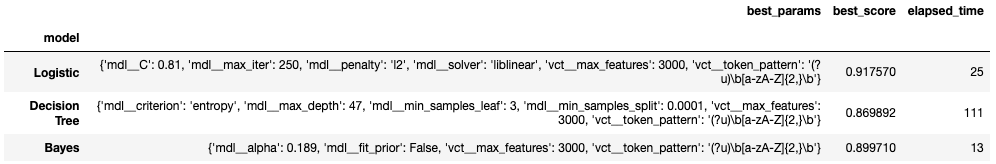 best_params best_score elapsed_time
model
Logistic {'mdl__C': 0.81, 'mdl__max_iter': 250, 'mdl__penalty': 'l2', 'mdl__solver': 'liblinear', 'vct__max_features': 3000, 'vct__token_pattern': '(? 0.917570 25
u)\b[a-zA-Z]{2,}\b'}
Decision {'mdl__criterion': 'entropy', 'mdl__max_depth': 47, 'mdl__min_samples_leaf': 3, 'mdl__min_samples_split': 0.0001, 'vct__max_features': 0.869892 111
Tree 3000, 'vct__token_pattern': '(?u)\b[a-zA-Z]{2,}\b'}
Bayes {'mdl__alpha': 0.189, 'mdl__fit_prior': False, 'vct__max_features': 3000, 'vct__token_pattern': '(?u)\b[a-zA-Z]{2,}\b'} 0.899710 13